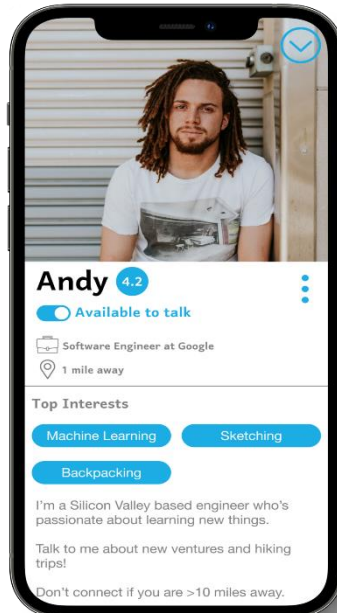 Andy 4.2
Available to talk
Software Engineer at Google
1 mile away
Top Interests
Machine Learning Sketching
Backpacking
I'm a Silicon Valley based engineer who's
passionate about learning new things.
Talk to me about new ventures and hiking
trips!
Don't connect if you are >10 miles away.